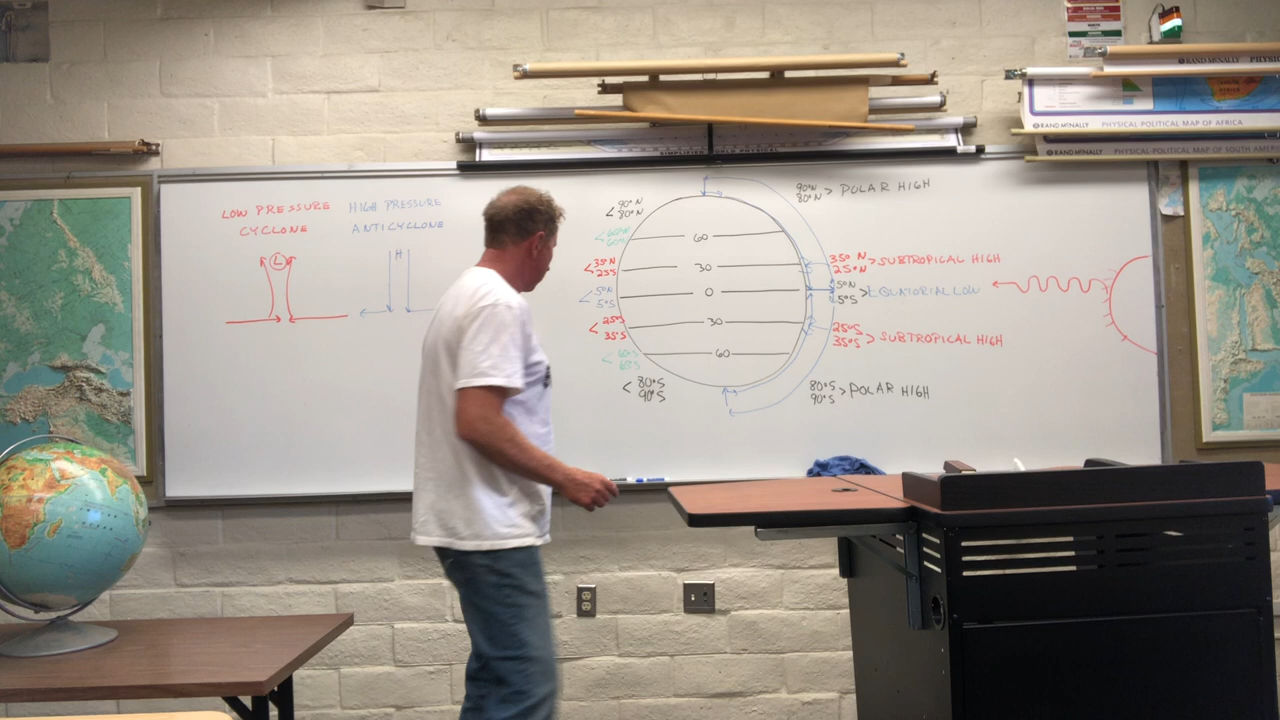 RAND McNALLY PHYSIC
RAND McNALLY PHYSICAL-POLITICAL MAP OF AFRICA
PHYSICAL-POLITICAL MAP OF SOUTH AMER
LOW PRESSURE
CYCLONE
L
HIGH PRESSURE
ANTICYCLONE
H
90°N
< 80°N
< 35°N
25°S
< 5°N
5°S
< 25°S
35°S
< 80°S
90°S
60
30
0
30
60
90°N > POLAR HIGH
80°N
35° N > SUBTROPICAL HIGH
25° N
5°N > EQUATORIAL LOW
5°S
25°S > SUBTROPICAL HIGH
35°S
80°S > POLAR HIGH
90°S